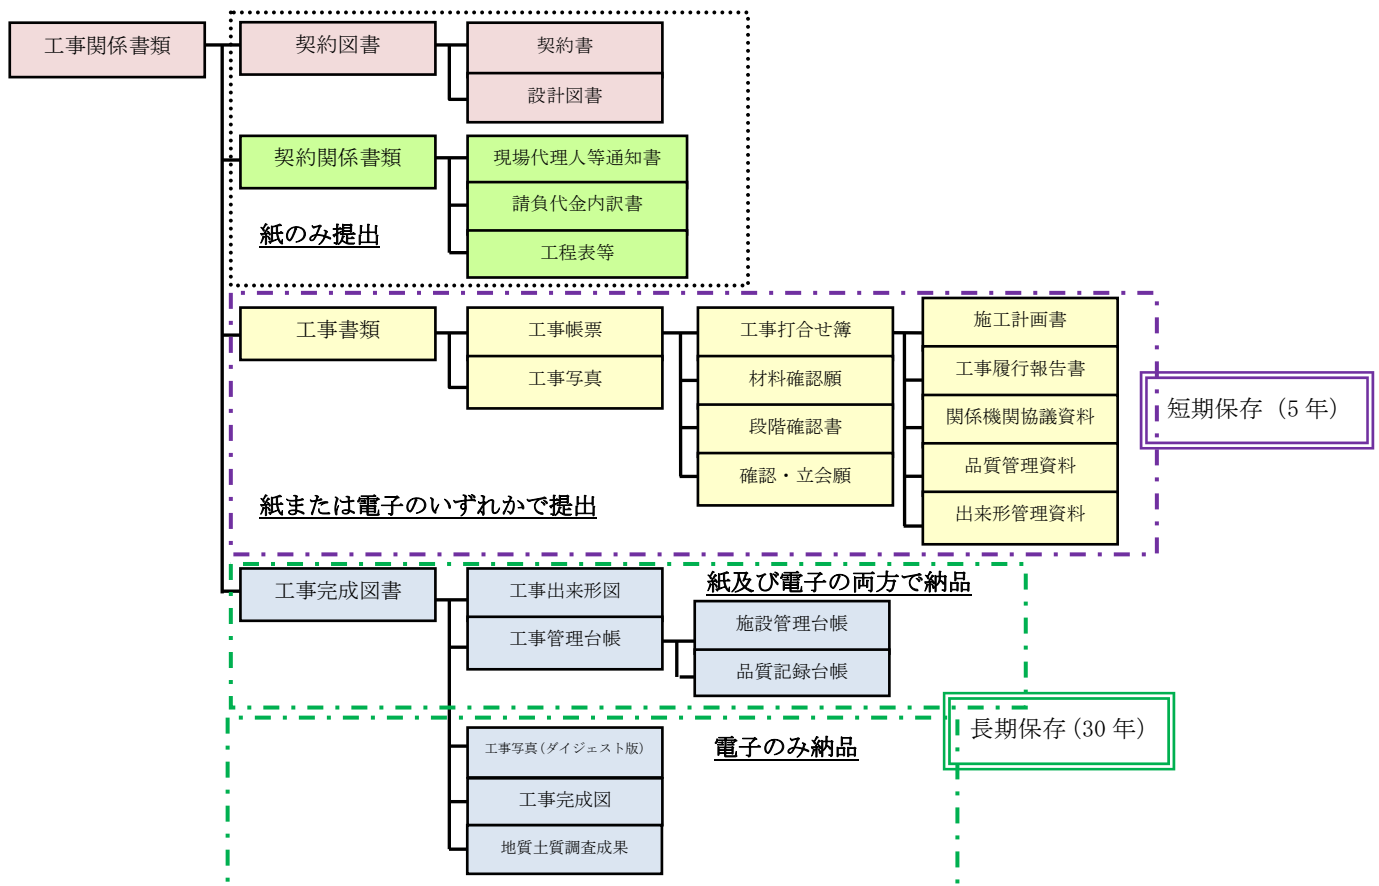 工事関係書類
契約図書
契約書
設計図書
契約関係書類
現場代理人等通知書
請負代金内訳書
工程表等
紙のみ提出
工事書類
工事帳票
工事写真
工事打合せ簿
材料確認願
段階確認書
確認・立会願
施工計画書
工事履行報告書
関係機関協議資料
品質管理資料
出来形管理資料
短期保存（5 年）
紙または電子のいずれかで提出
工事完成図書
工事出来形図
工事管理台帳
紙及び電子の両方で納品
施設管理台帳
品質記録台帳
長期保存(30 年)
電子のみ納品
工事写真(ダイジェスト版)
工事完成図
地質土質調査成果